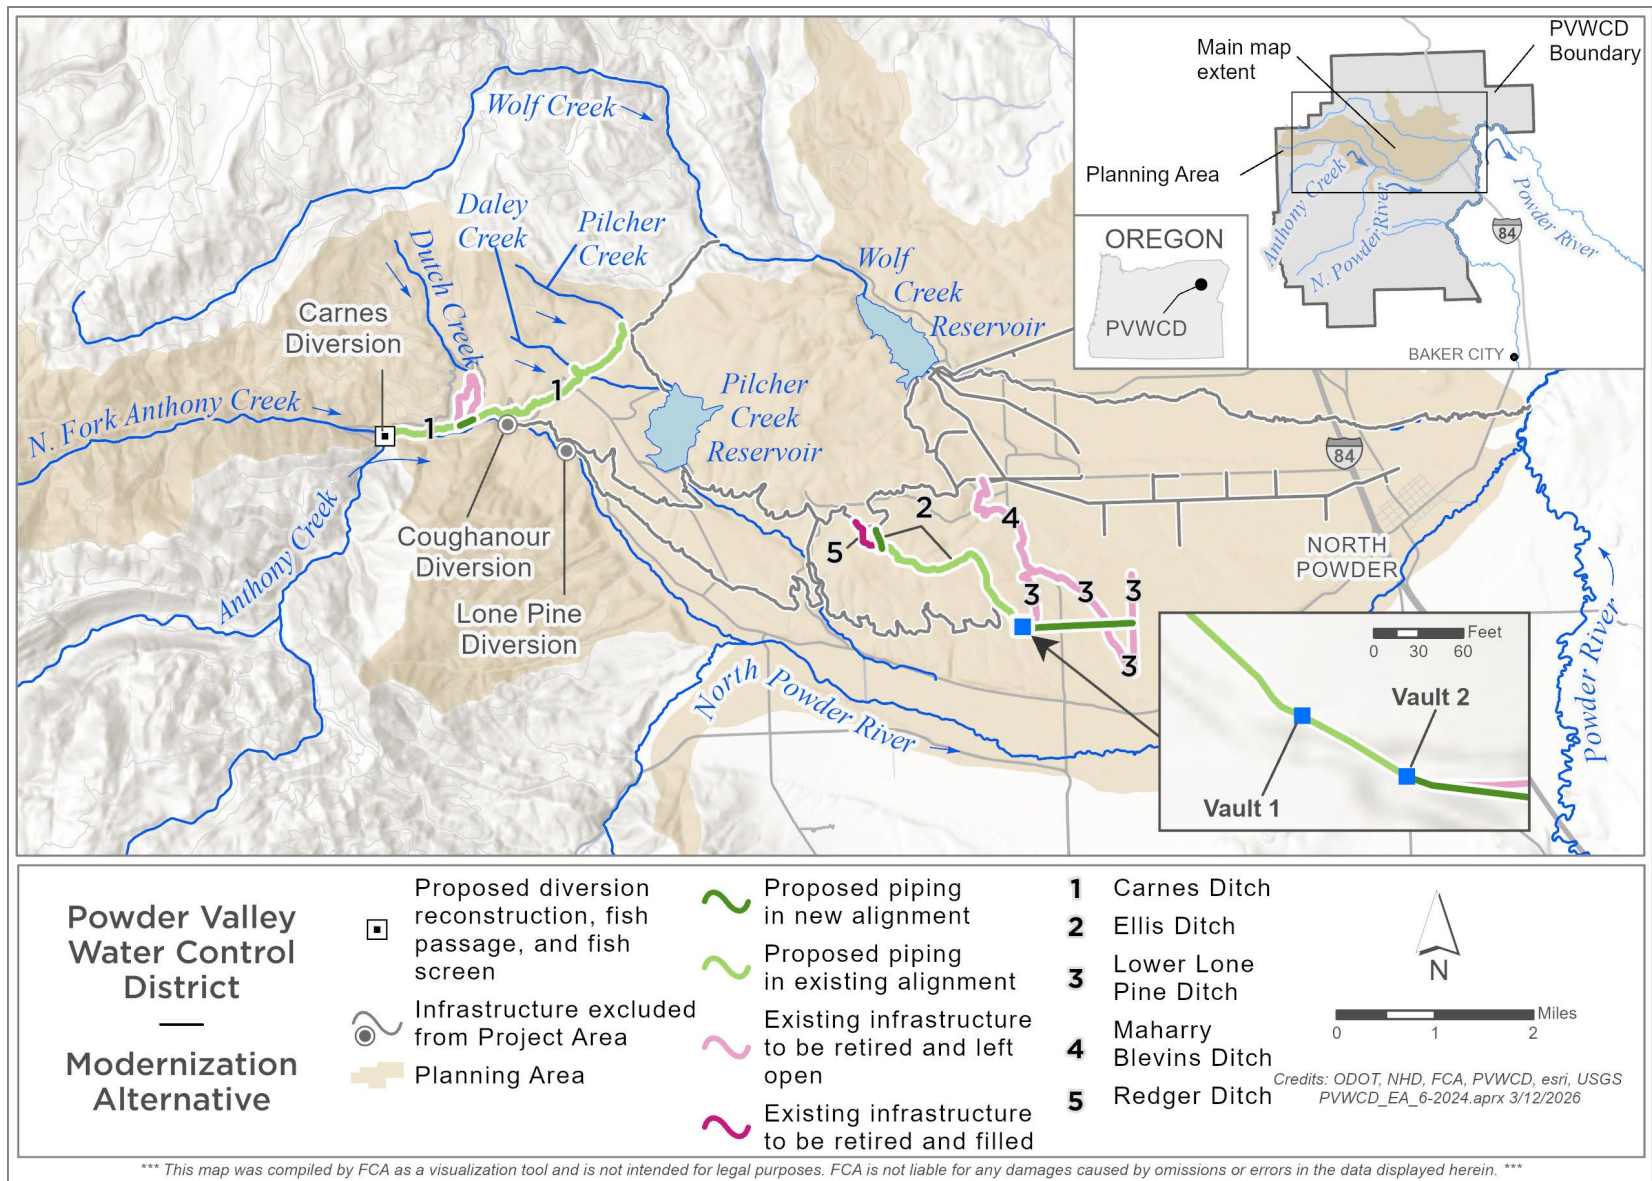 Wolf Creek
Daley
Creek
Pilcher
Creek
Dutch Creek
Carnes
Diversion
Wolf
Creek
Reservoir
N. Fork Anthony Creek
1
1
Pilcher
Creek
Reservoir
Anthony Creek
Coughanour
Diversion
Lone Pine
Diversion
2
5
4
3
3
3
3
84
NORTH
POWDER
North Powder River
Powder River
PVWCD
Boundary
Main map
extent
Planning Area
Anthony Creek
N. Powder River
Powder River
84
BAKER CITY
OREGON
PVWCD
Feet
0 30 60
Vault 2
Vault 1
Powder Valley
Water Control
District
Modernization
Alternative
Proposed diversion
reconstruction, fish
passage, and fish
screen
Infrastructure excluded
from Project Area
Planning Area
Proposed piping
in new alignment
Proposed piping
in existing alignment
Existing infrastructure
to be retired and left
open
Existing infrastructure
to be retired and filled
1 Carnes Ditch
2 Ellis Ditch
3 Lower Lone
Pine Ditch
4 Maharry
Blevins Ditch
5 Redger Ditch
N
Miles
0 1 2
Credits: ODOT, NHD, FCA, PVWCD, esri, USGS
PVWCD_EA_6-2024.aprx 3/12/2026
*** This map was compiled by FCA as a visualization tool and is not intended for legal purposes. FCA is not liable for any damages caused by omissions or errors in the data displayed herein. ***